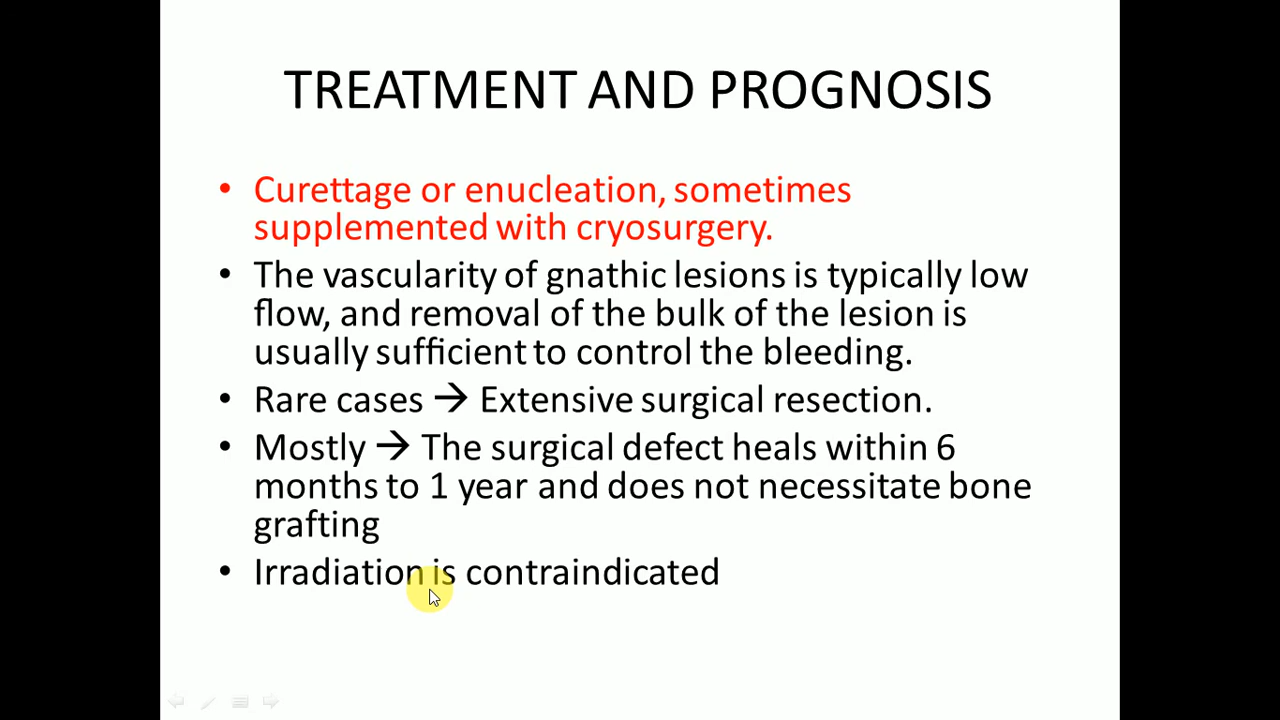 TREATMENT AND PROGNOSIS
• Curettage or enucleation, sometimes
supplemented with cryosurgery.
• The vascularity of gnathic lesions is typically low
flow, and removal of the bulk of the lesion is
usually sufficient to control the bleeding.
• Rare cases → Extensive surgical resection.
• Mostly → The surgical defect heals within 6
months to 1 year and does not necessitate bone
grafting
• Irradiation is contraindicated